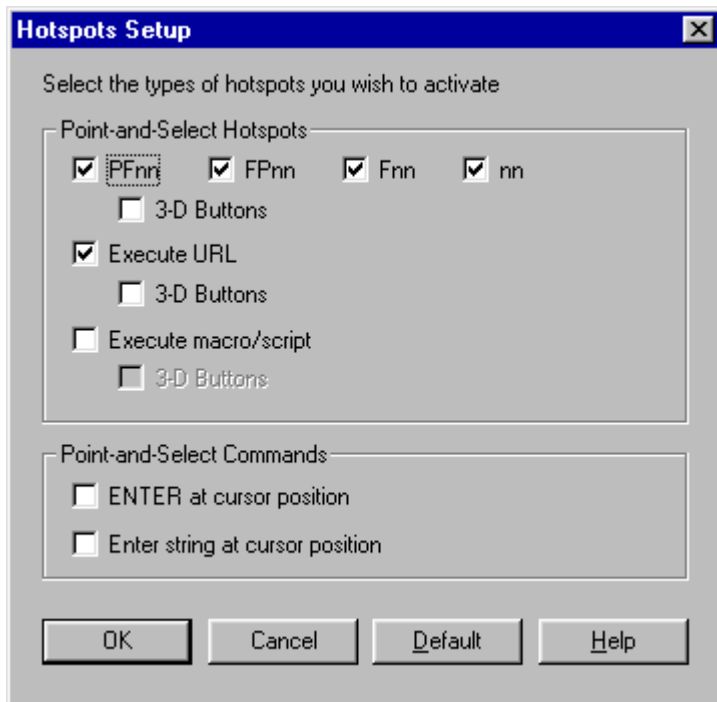 Hotspots Setup
Select the types of hotspots you wish to activate
Point-and-Select Hotspots
PFnn FPnn Fnn nn
3-D Buttons
Execute URL
3-D Buttons
Execute macro/script
3-D Buttons
Point-and-Select Commands
ENTER at cursor position
Enter string at cursor position
OK Cancel Default Help